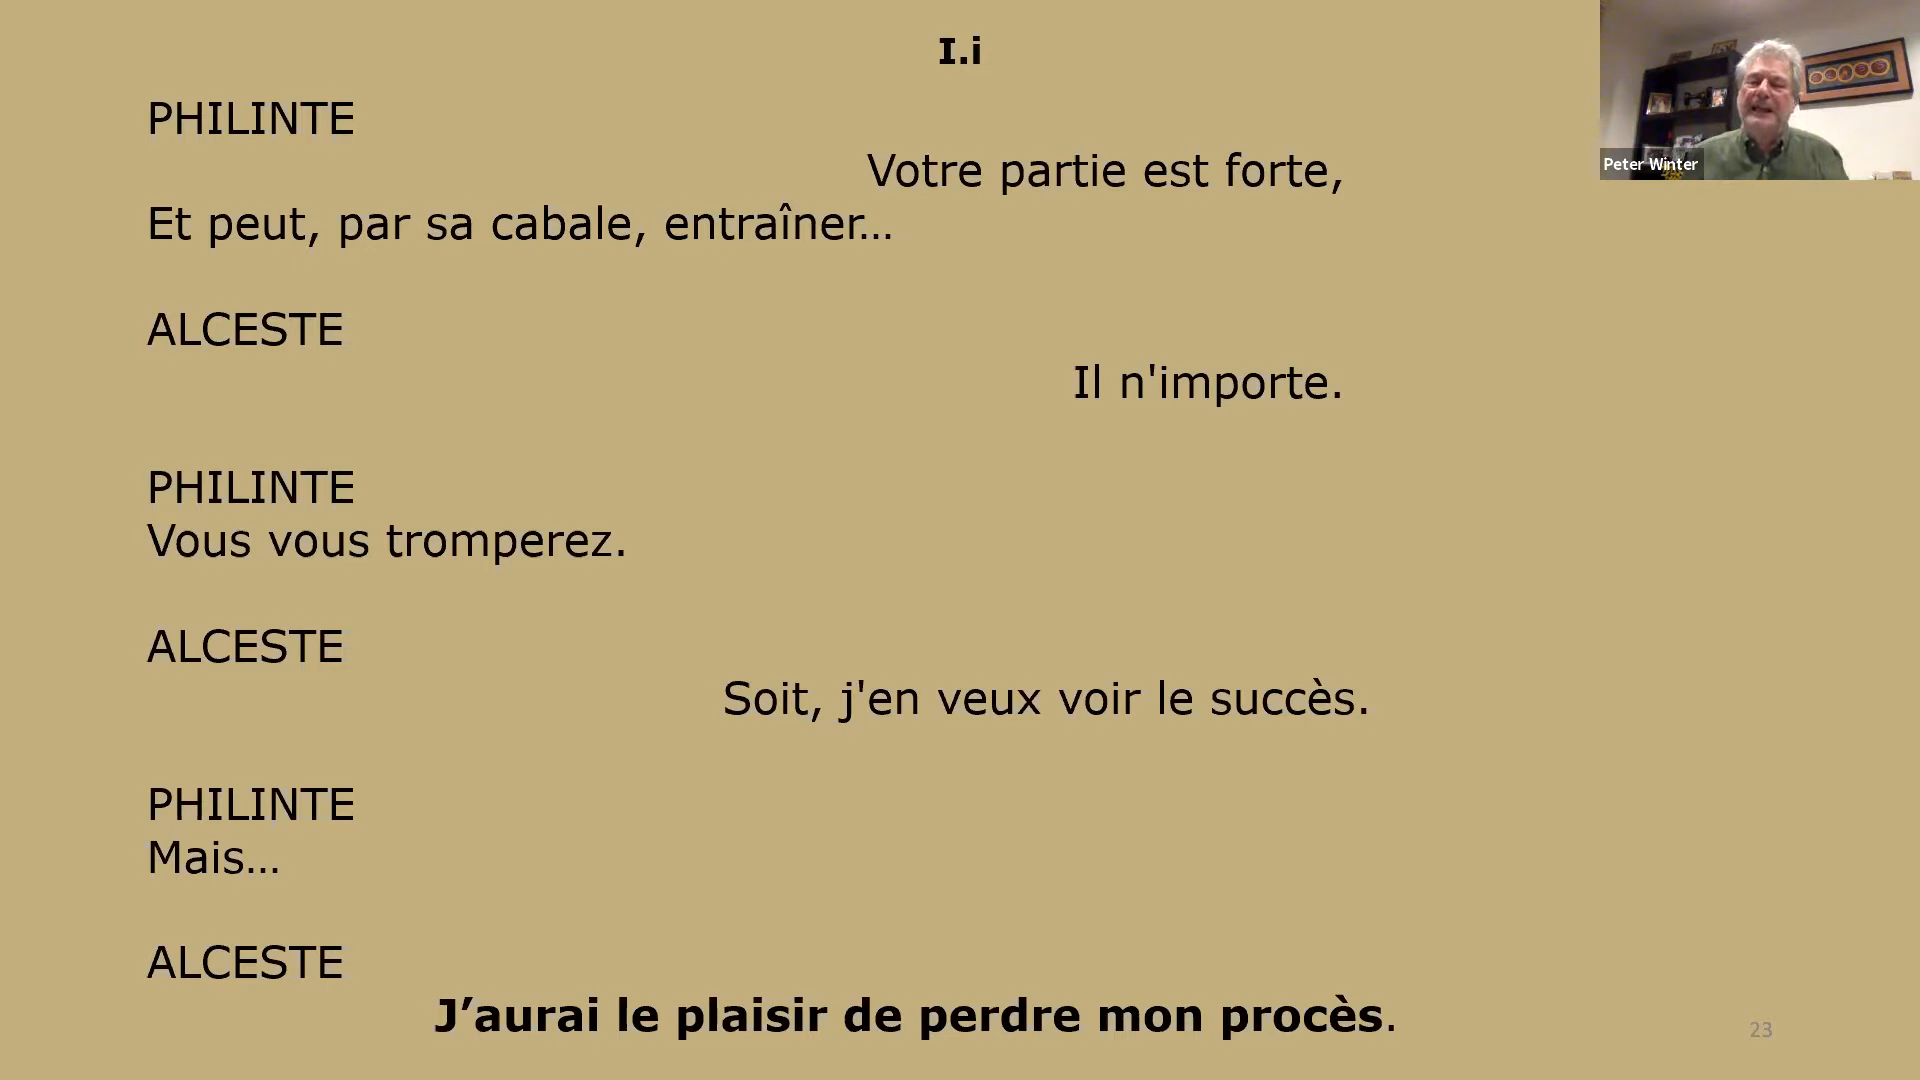 I.i
PHILINTE
Votre partie est forte,
Et peut, par sa cabale, entraîner…
ALCESTE
Il n'importe.
PHILINTE
Vous vous tromperez.
ALCESTE
Soit, j'en veux voir le succès.
PHILINTE
Mais…
ALCESTE
J’aurai le plaisir de perdre mon procès.
23
Peter Winter